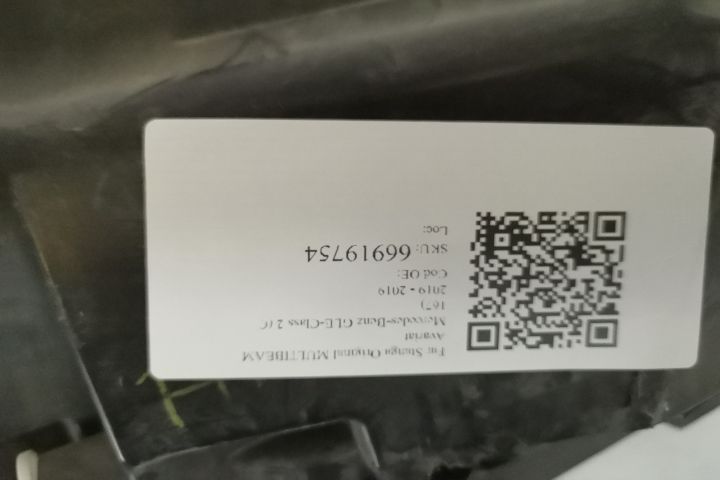 Far Stanga Original MULTIBEAM
Avariat
Mercedes-Benz GLE-Class 2 (C
167)
2019 - 2019
Cod OE:
SKU: 66919754
Loc: